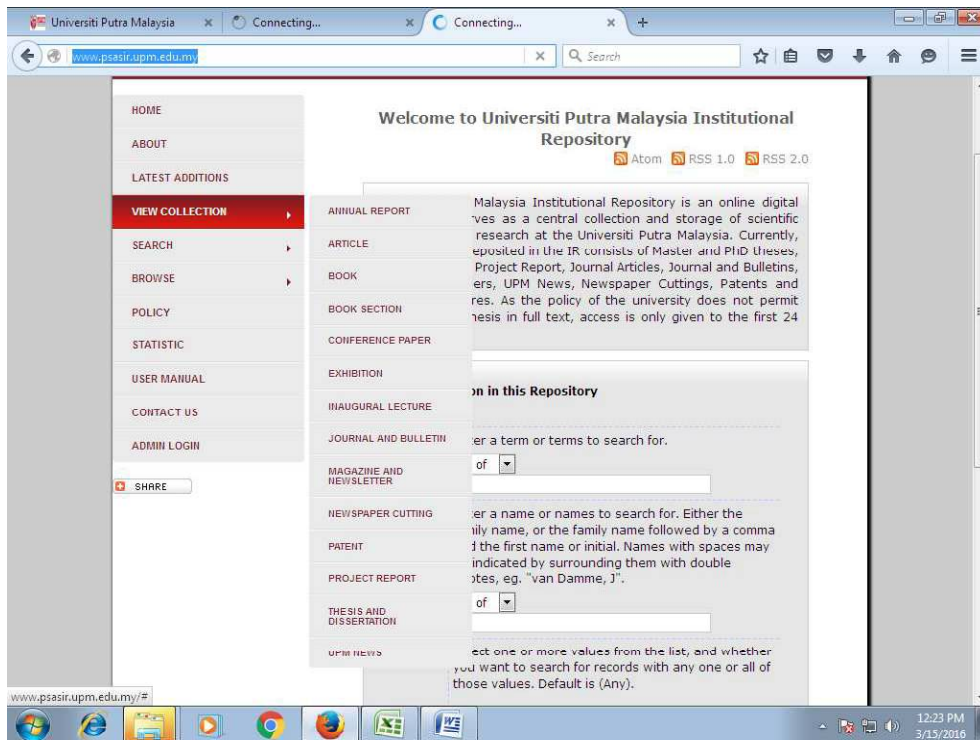 Universiti Putra Malaysia
Connecting...
Connecting...
www.psasir.upm.edu.my
Search
HOME
ABOUT
LATEST ADDITIONS
VIEW COLLECTION
SEARCH
BROWSE
POLICY
STATISTIC
USER MANUAL
CONTACT US
ADMIN LOGIN
SHARE
ANNUAL REPORT
ARTICLE
BOOK
BOOK SECTION
CONFERENCE PAPER
EXHIBITION
INAUGURAL LECTURE
JOURNAL AND BULLETIN
MAGAZINE AND
NEWSLETTER
NEWSPAPER CUTTING
PATENT
PROJECT REPORT
THESIS AND
DISSERTATION
UPM NEWS
Welcome to Universiti Putra Malaysia Institutional
Repository
Atom RSS 1.0 RSS 2.0
Malaysia Institutional Repository is an online digital
as a central collection and storage of scientific
research at the Universiti Putra Malaysia. Currently,
eposited in the IR consists of Master and PhD theses,
Project Report, Journal Articles, Journal and Bulletins,
ers, UPM News, Newspaper Cuttings, Patents and
res. As the policy of the university does not permit
hesis in full text, access is only given to the first 24
on in this Repository
er a term or terms to search for.
of
er a name or names to search for. Either the
ily name, or the family name followed by a comma
d the first name or initial. Names with spaces may
indicated by surrounding them with double
otes, eg. "van Damme, J".
of
ect one or more values from the list, and whether
you want to search for records with any one or all of
those values. Default is (Any).
www.psasir.upm.edu.my/#
12:23 PM
3/15/2016